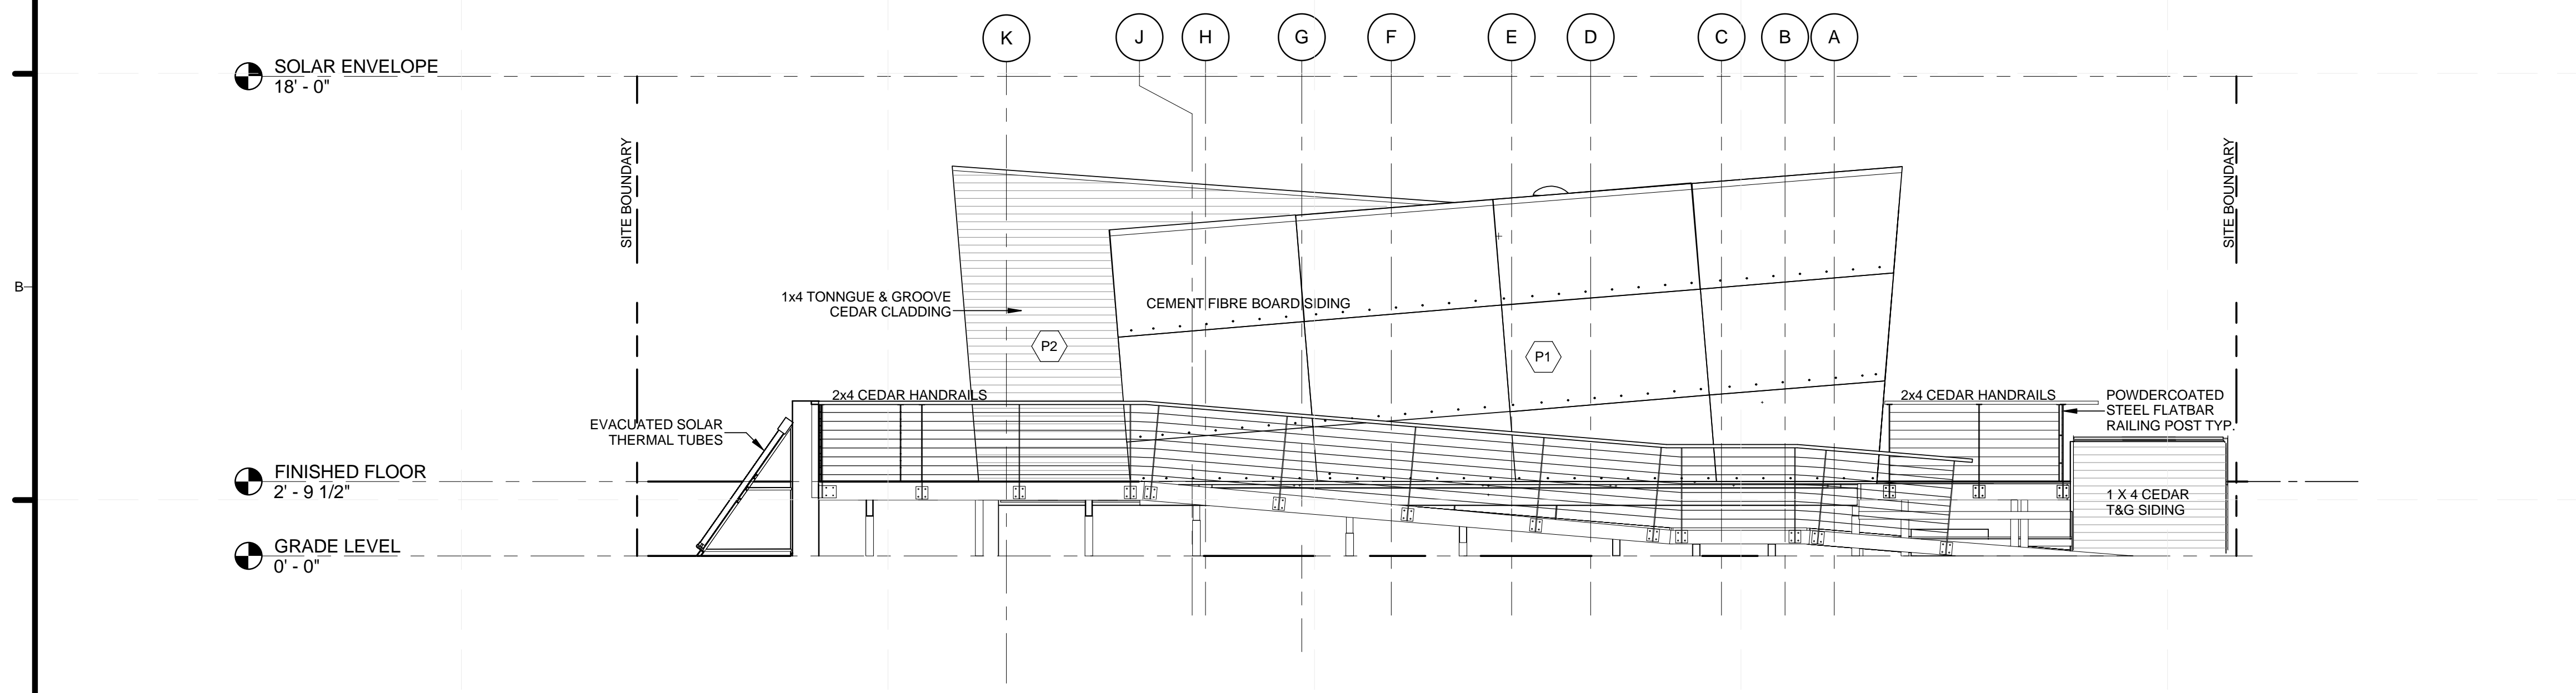 K J H G F E D C B A
SOLAR ENVELOPE
18' - 0"
SITE BOUNDARY
SITE BOUNDARY
B
1x4 TONNGUE & GROOVE
CEDAR CLADDING
CEMENT FIBRE BOARD SIDING
P2
P1
2x4 CEDAR HANDRAILS
2x4 CEDAR HANDRAILS
POWDERCOATED
STEEL FLATBAR
RAILING POST TYP.
EVACUATED SOLAR
THERMAL TUBES
FINISHED FLOOR
2' - 9 1/2"
1 X 4 CEDAR
T&G SIDING
GRADE LEVEL
0' - 0"